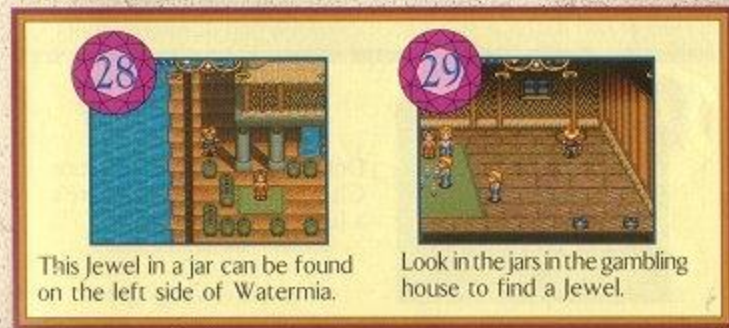 28
29
This Jewel in a jar can be found
on the left side of Watermia.
Look in the jars in the gambling
house to find a Jewel.